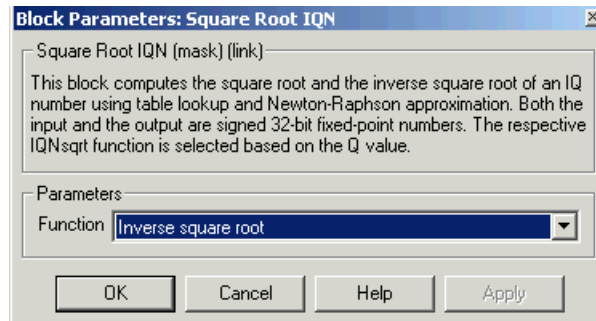 Block Parameters: Square Root IQN
Square Root IQN (mask) (link)
This block computes the square root and the inverse square root of an IQ
number using table lookup and Newton-Raphson approximation. Both the
input and the output are signed 32-bit fixed-point numbers. The respective
IQNsqrt function is selected based on the Q value.
Parameters
Function Inverse square root
OK Cancel Help Apply